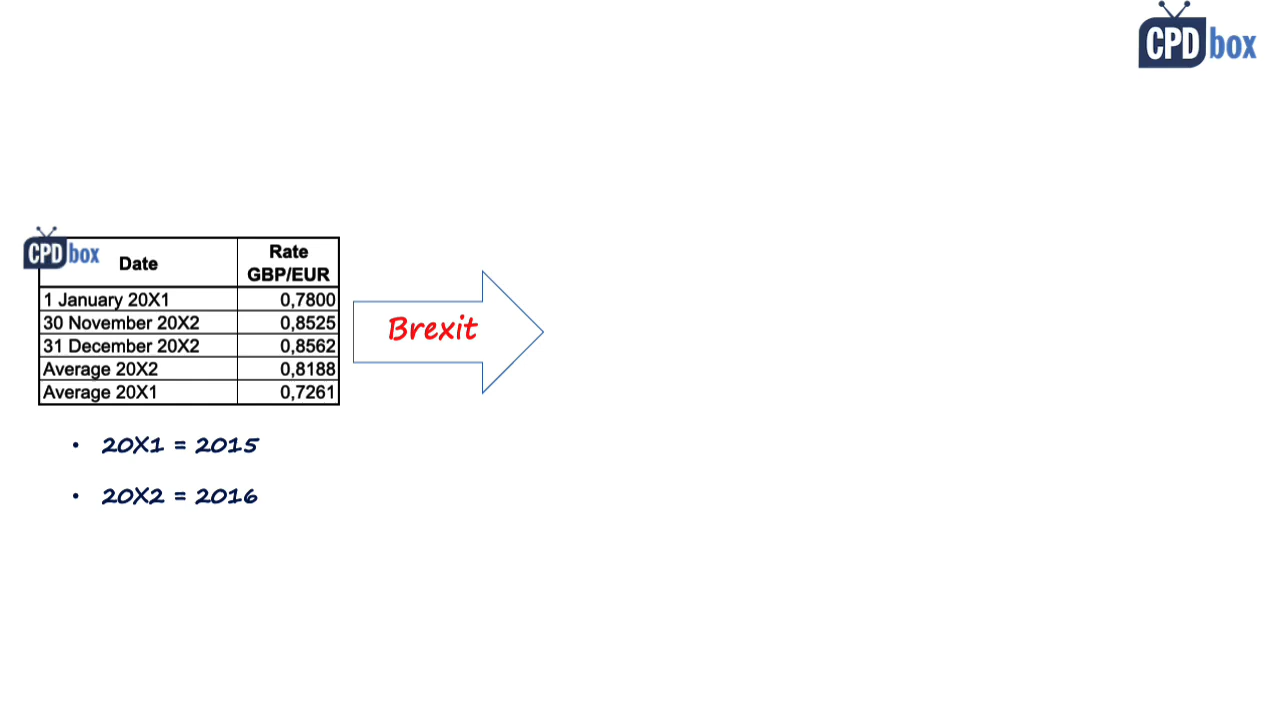 CPD box
CPD box
Date Rate GBP/EUR
1 January 20X1 0,7800
30 November 20X2 0,8525
31 December 20X2 0,8562
Average 20X2 0,8188
Average 20X1 0,7261
Brexit
• 20X1 = 2015
• 20X2 = 2016